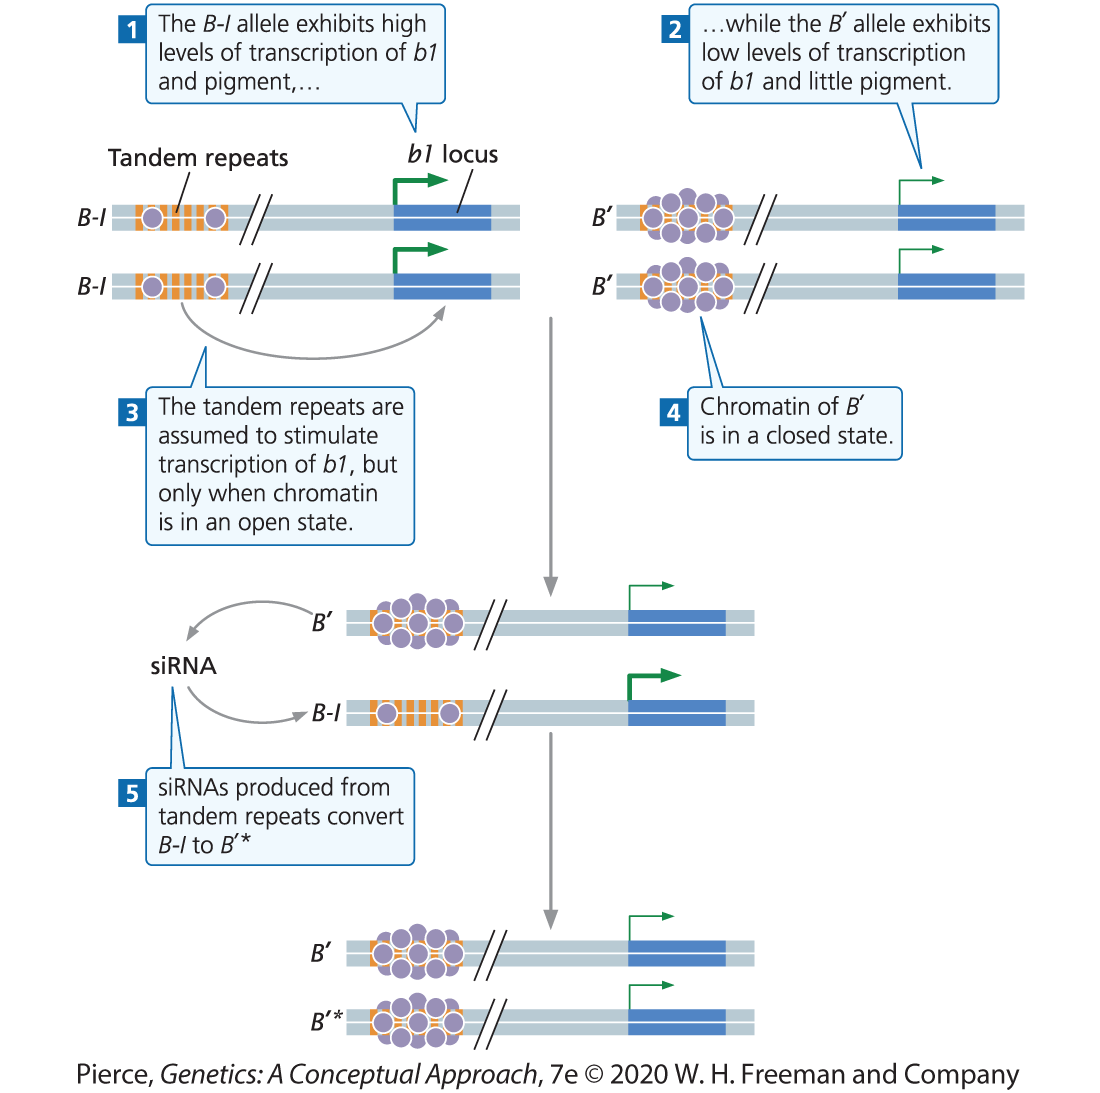 1
The B-I allele exhibits high
levels of transcription of b1
and pigment,…
2
…while the B′ allele exhibits
low levels of transcription
of b1 and little pigment.
Tandem repeats
b1 locus
B-I
B′
B-I
B′
3
The tandem repeats are
assumed to stimulate
transcription of b1, but
only when chromatin
is in an open state.
4
Chromatin of B′
is in a closed state.
B′
siRNA
B-I
5
siRNAs produced from
tandem repeats convert
B-I to B′*
B′
B′*
Pierce, Genetics: A Conceptual Approach, 7e © 2020 W. H. Freeman and Company